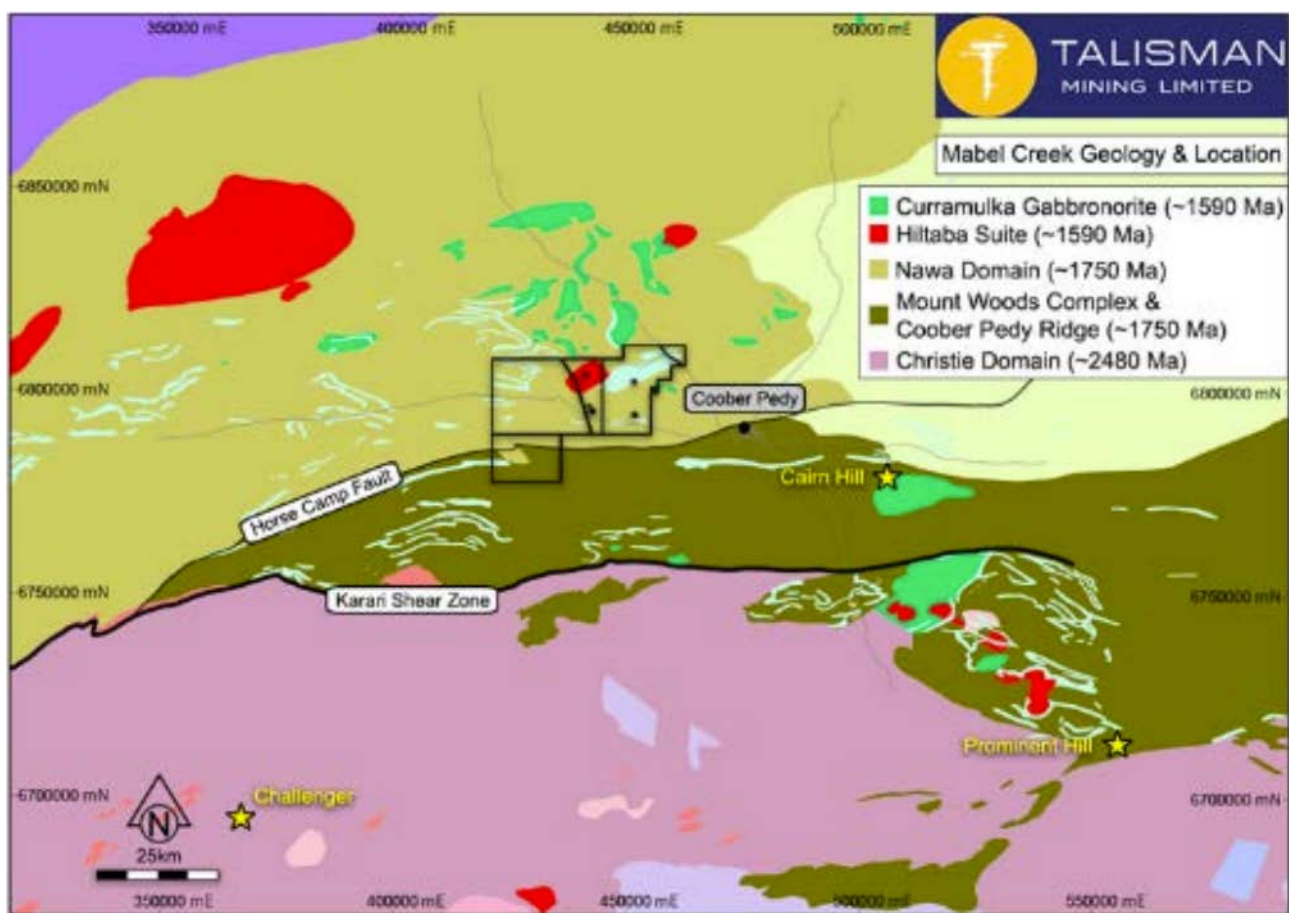 350000 mE
400000 mE
450000 mE
500000 mE
TALISMAN
MINING LIMITED
Mabel Creek Geology & Location
6850000 mN
Curramulka Gabbronorite (~1590 Ma)
Hiltaba Suite (~1590 Ma)
Nawa Domain (~1750 Ma)
Mount Woods Complex &
Coober Pedy Ridge (~1750 Ma)
Christie Domain (~2480 Ma)
6800000 mN
6800000 mN
Coober Pedy
Cairn Hill
Horse Camp Fault
Karari Shear Zone
6750000 mN
6750000 mN
Prominent Hill
6700000 mN
6700000 mN
Challenger
N
25km
350000 mE
400000 mE
450000 mE
500000 mE
550000 mE